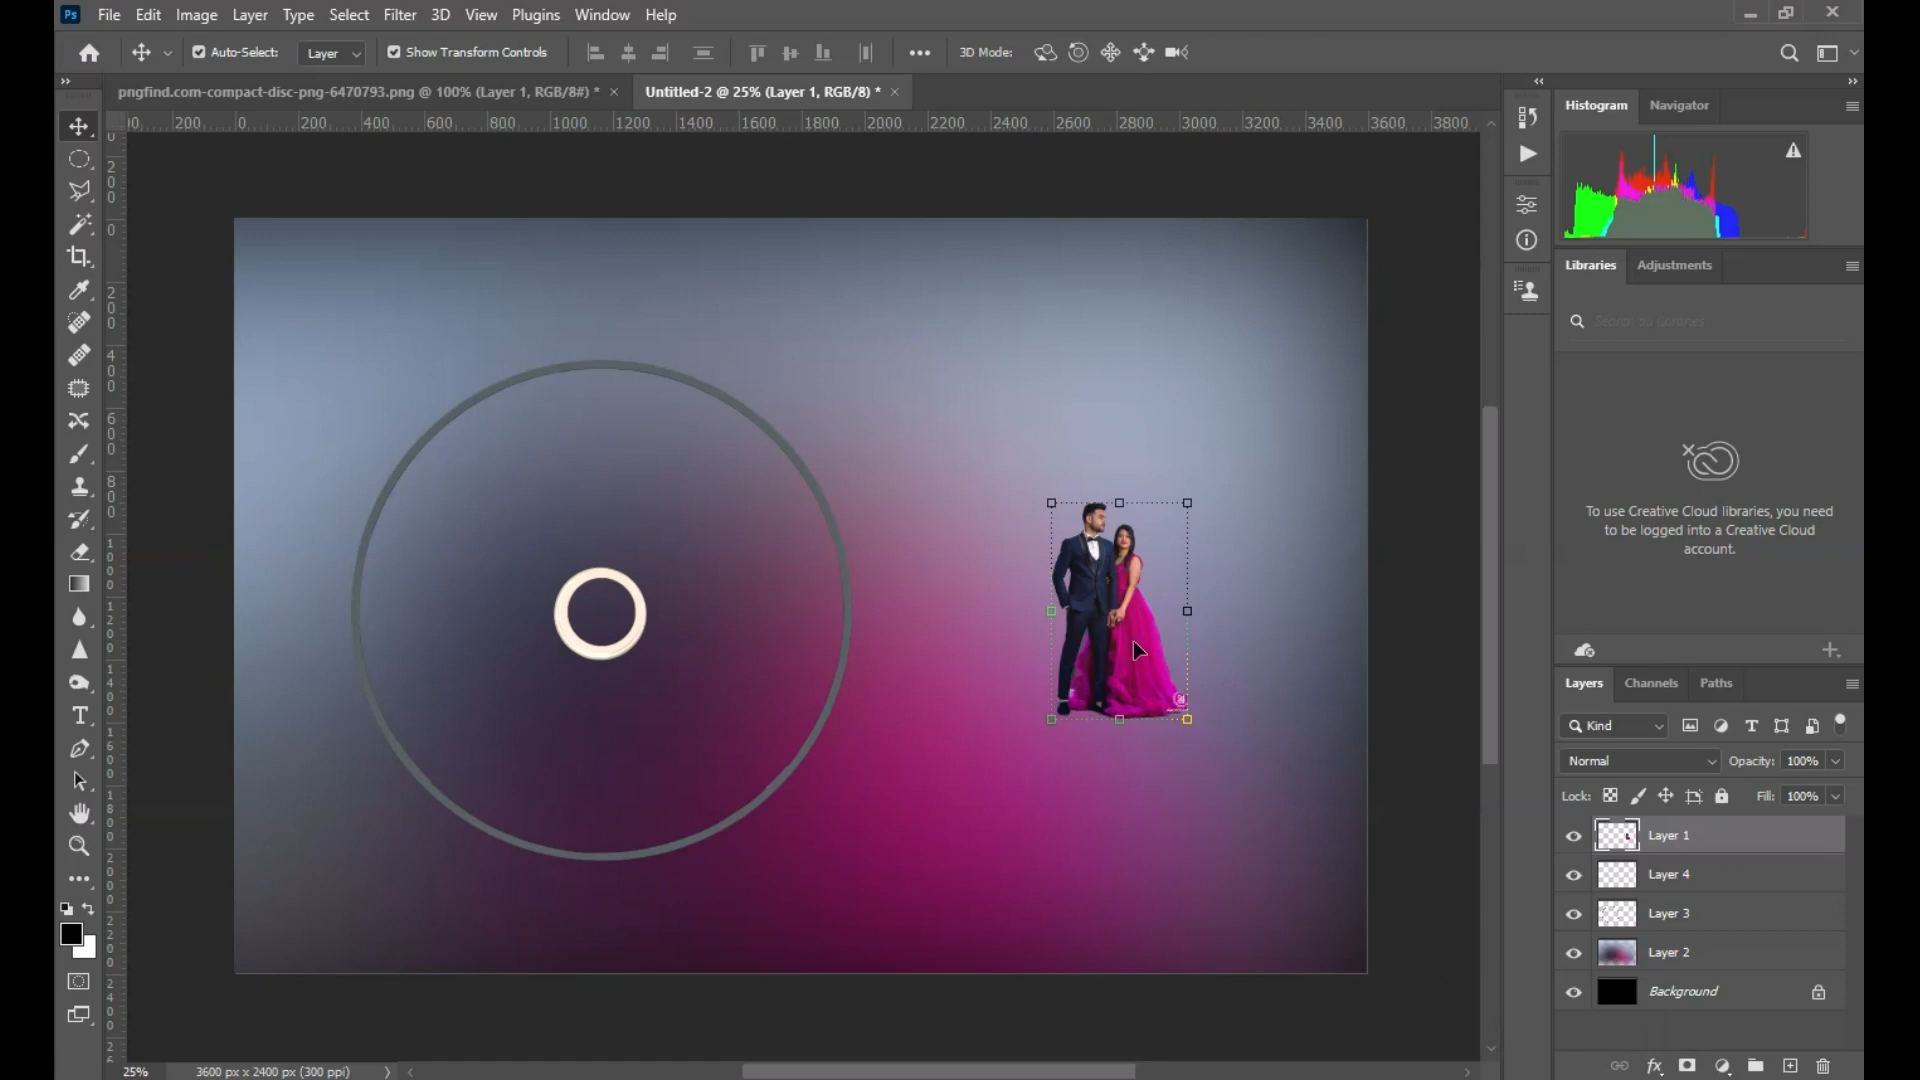 Ps File Edit Image Layer Type Select Filter 3D View Plugins Window Help
Auto-Select: Layer Show Transform Controls 3D Mode:
pngfind.com-compact-disc-png-6470793.png @ 100% (Layer 1, RGB/8#) * × Untitled-2 @ 25% (Layer 1, RGB/8) * ×
200 0 200 400 600 800 1000 1200 1400 1600 1800 2000 2200 2400 2600 2800 3000 3200 3400 3600 3800
Histogram Navigator
Libraries Adjustments
Search all Libraries
To use Creative Cloud libraries, you need
to be logged into a Creative Cloud
account.
Layers Channels Paths
Kind
Normal Opacity: 100%
Lock: Fill: 100%
Layer 1
Layer 4
Layer 3
Layer 2
Background
25% 3600 px x 2400 px (300 ppi)